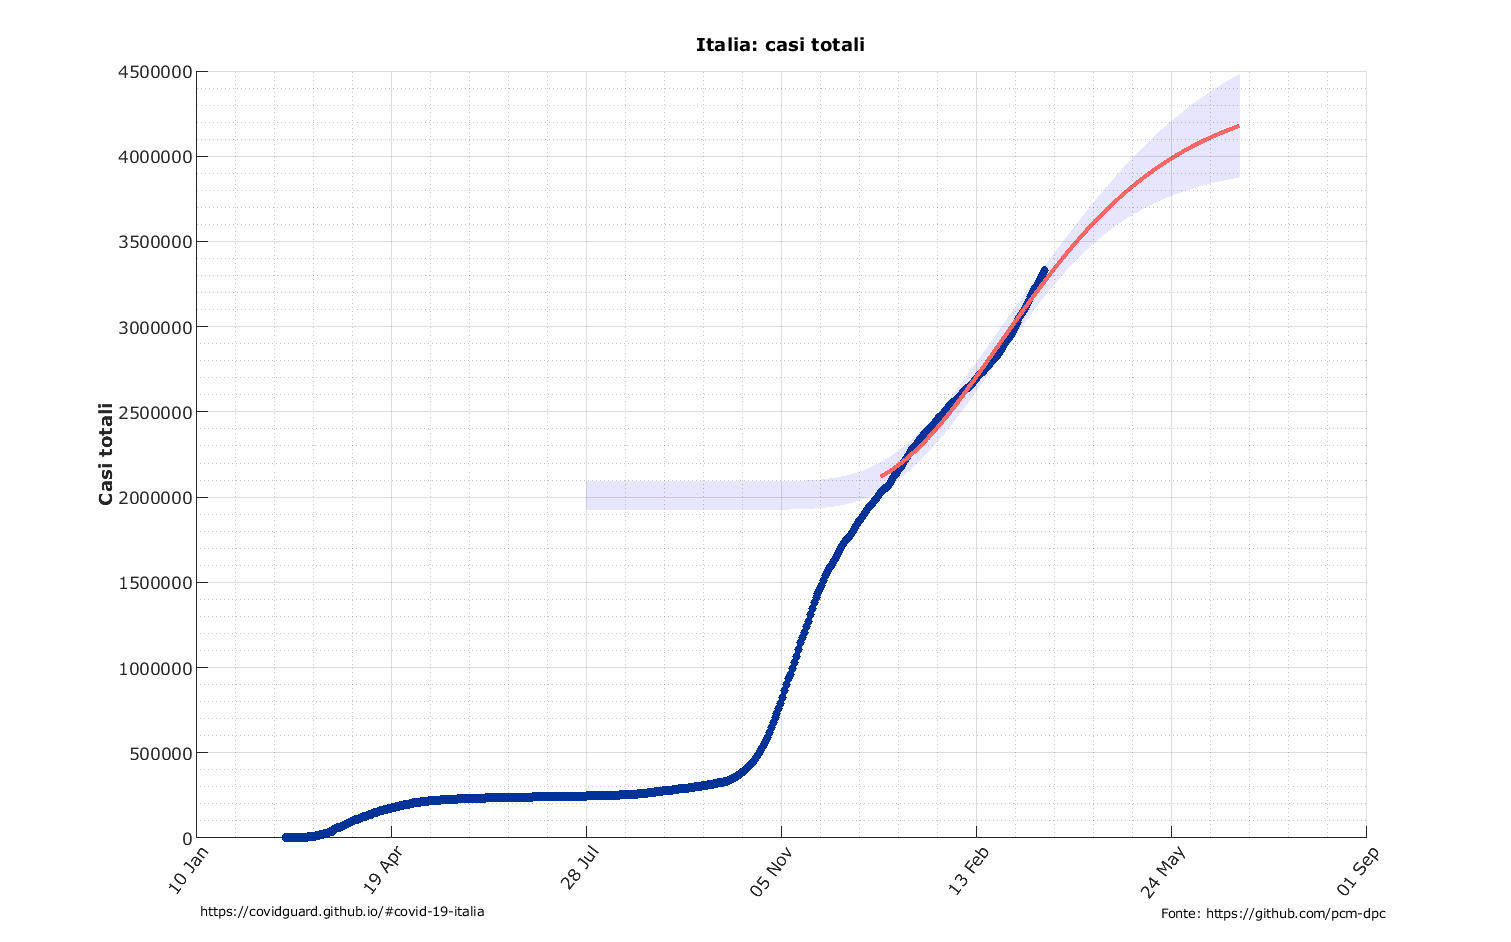 Italia: casi totali
4500000
4000000
3500000
3000000
2500000
2000000
1500000
1000000
500000
0
Casi totali
10 Jan
19 Apr
28 Jul
05 Nov
13 Feb
24 May
01 Sep
https://covidguard.github.io/#covid-19-italia
Fonte: https://github.com/pcm-dpc